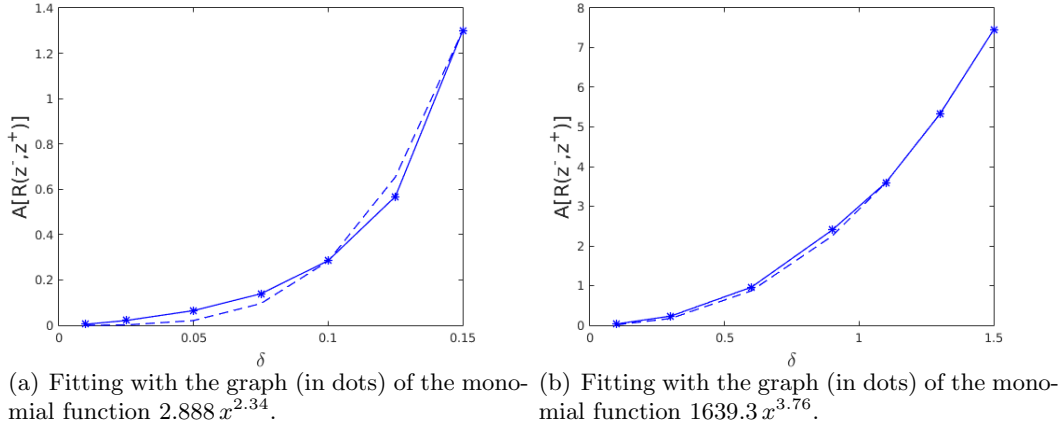 1.4
1.2
1
0.8
0.6
0.4
0.2
0
A[R(z⁻,z⁺)]
0 0.05 0.1 0.15
δ
8
7
6
5
4
3
2
1
0
A[R(z⁻,z⁺)]
0 0.5 1 1.5
δ
(a) Fitting with the graph (in dots) of the mono-
mial function 2.888 x^{2.34}.
(b) Fitting with the graph (in dots) of the mono-
mial function 1639.3 x^{3.76}.